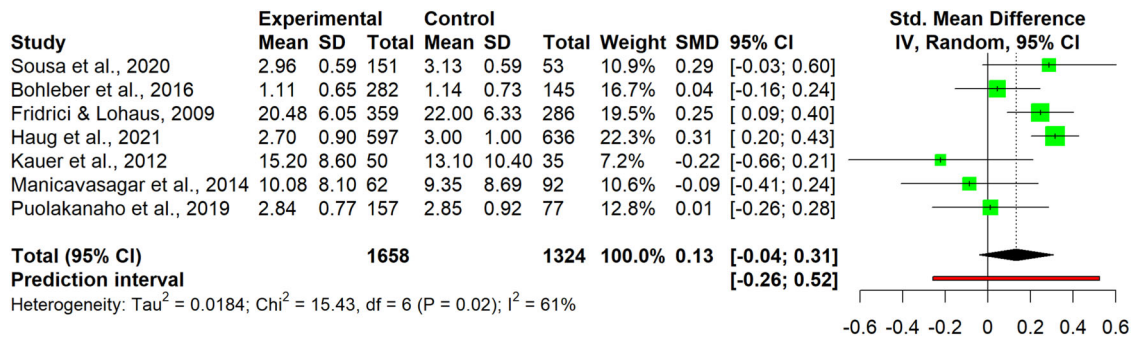 Experimental Control Std. Mean Difference
Study Mean SD Total Mean SD Total Weight SMD 95% CI IV, Random, 95% CI
Sousa et al., 2020 2.96 0.59 151 3.13 0.59 53 10.9% 0.29 [-0.03; 0.60]
Bohleber et al., 2016 1.11 0.65 282 1.14 0.73 145 16.7% 0.04 [-0.16; 0.24]
Fridrici & Lohaus, 2009 20.48 6.05 359 22.00 6.33 286 19.5% 0.25 [ 0.09; 0.40]
Haug et al., 2021 2.70 0.90 597 3.00 1.00 636 22.3% 0.31 [ 0.20; 0.43]
Kauer et al., 2012 15.20 8.60 50 13.10 10.40 35 7.2% -0.22 [-0.66; 0.21]
Manicavasagar et al., 2014 10.08 8.10 62 9.35 8.69 92 10.6% -0.09 [-0.41; 0.24]
Puolakanaho et al., 2019 2.84 0.77 157 2.85 0.92 77 12.8% 0.01 [-0.26; 0.28]
Total (95% CI) 1658 1324 100.0% 0.13 [-0.04; 0.31]
Prediction interval [-0.26; 0.52]
Heterogeneity: Tau² = 0.0184; Chi² = 15.43, df = 6 (P = 0.02); I² = 61%
-0.6 -0.4 -0.2 0 0.2 0.4 0.6